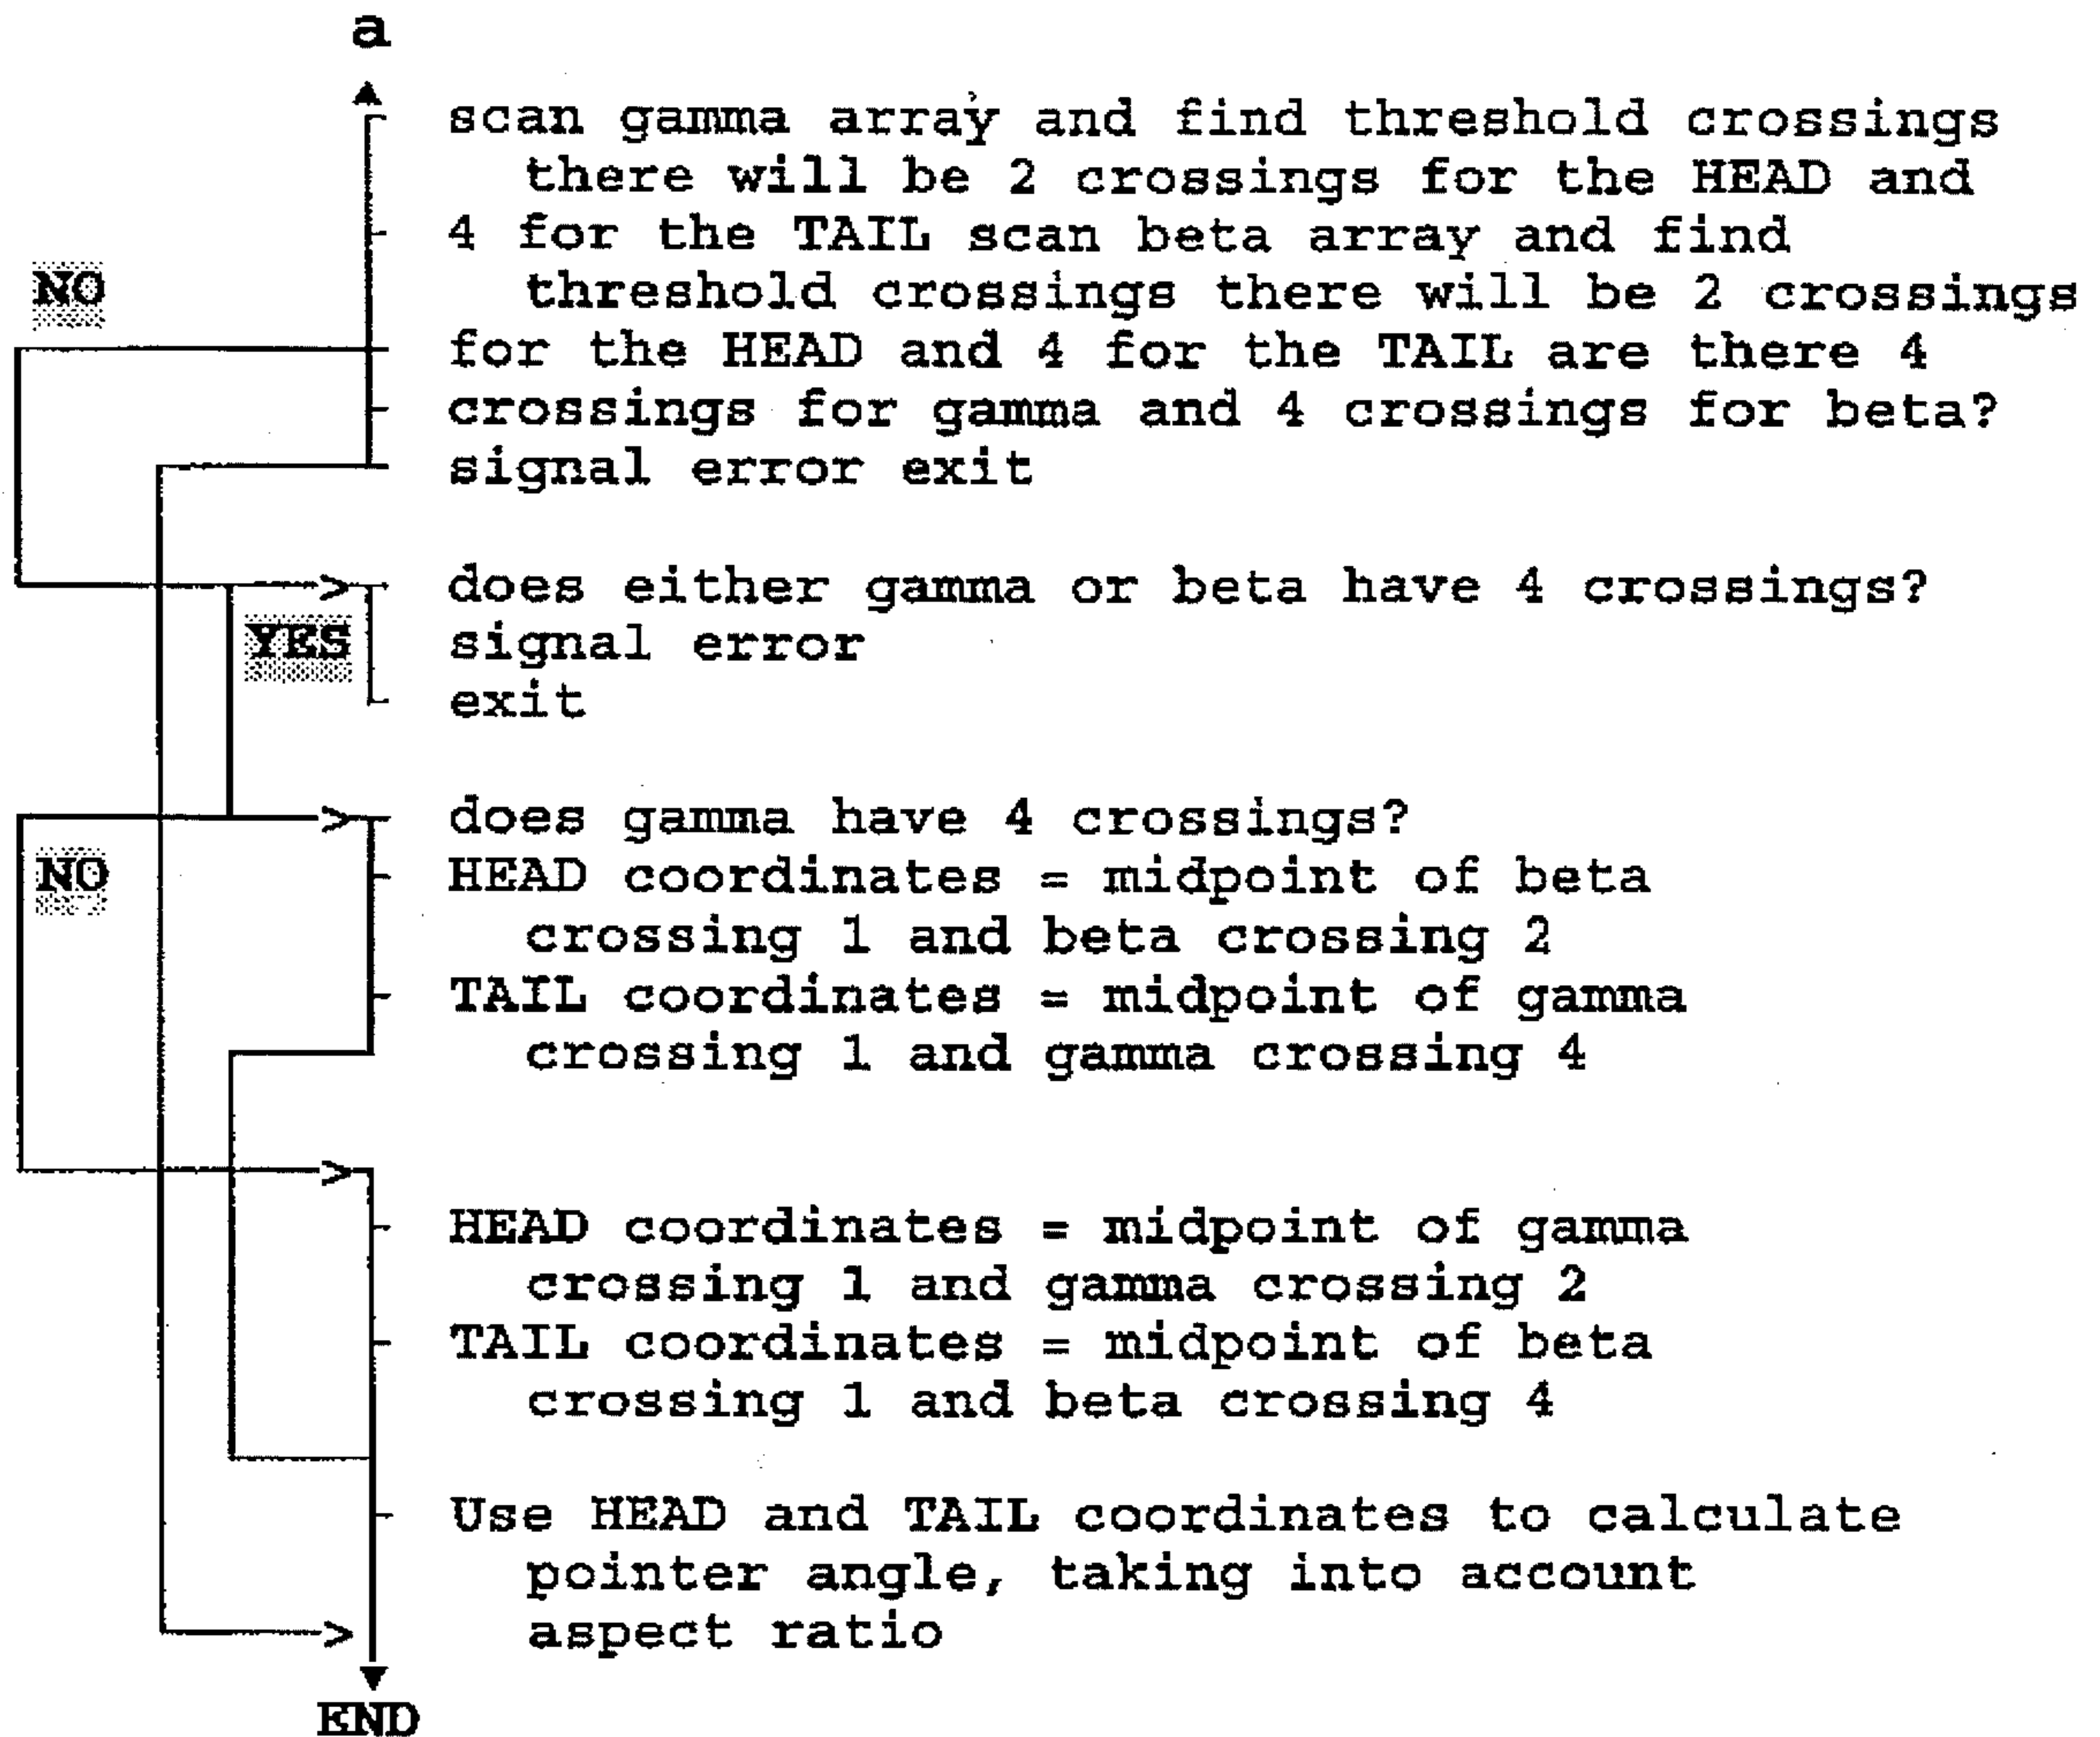 a
scan gamma array and find threshold crossings
there will be 2 crossings for the HEAD and
4 for the TAIL scan beta array and find
NO
threshold crossings there will be 2 crossings
for the HEAD and 4 for the TAIL are there 4
crossings for gamma and 4 crossings for beta?
signal error exit
does either gamma or beta have 4 crossings?
YES
signal error
exit
does gamma have 4 crossings?
NO
HEAD coordinates = midpoint of beta
crossing 1 and beta crossing 2
TAIL coordinates = midpoint of gamma
crossing 1 and gamma crossing 4
HEAD coordinates = midpoint of gamma
crossing 1 and gamma crossing 2
TAIL coordinates = midpoint of beta
crossing 1 and beta crossing 4
Use HEAD and TAIL coordinates to calculate
pointer angle, taking into account
aspect ratio
END